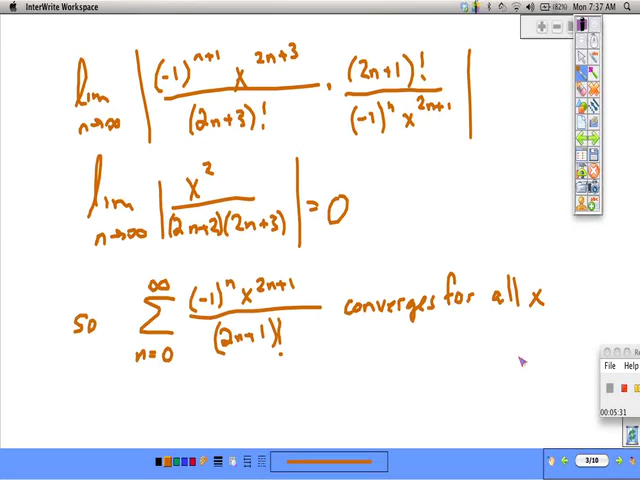 InterWrite Workspace (82%) Mon 7:37 AM
lim n→∞ | (-1)^{n+1} x^{2n+3} / (2n+3)! · (2n+1)! / (-1)^n x^{2n+1} |
lim n→∞ | x^2 / (2n+2)(2n+3) | = 0
so ∑_{n=0}^{∞} (-1)^n x^{2n+1} / (2n+1)! converges for all x
File Help
00:05:31
3/10